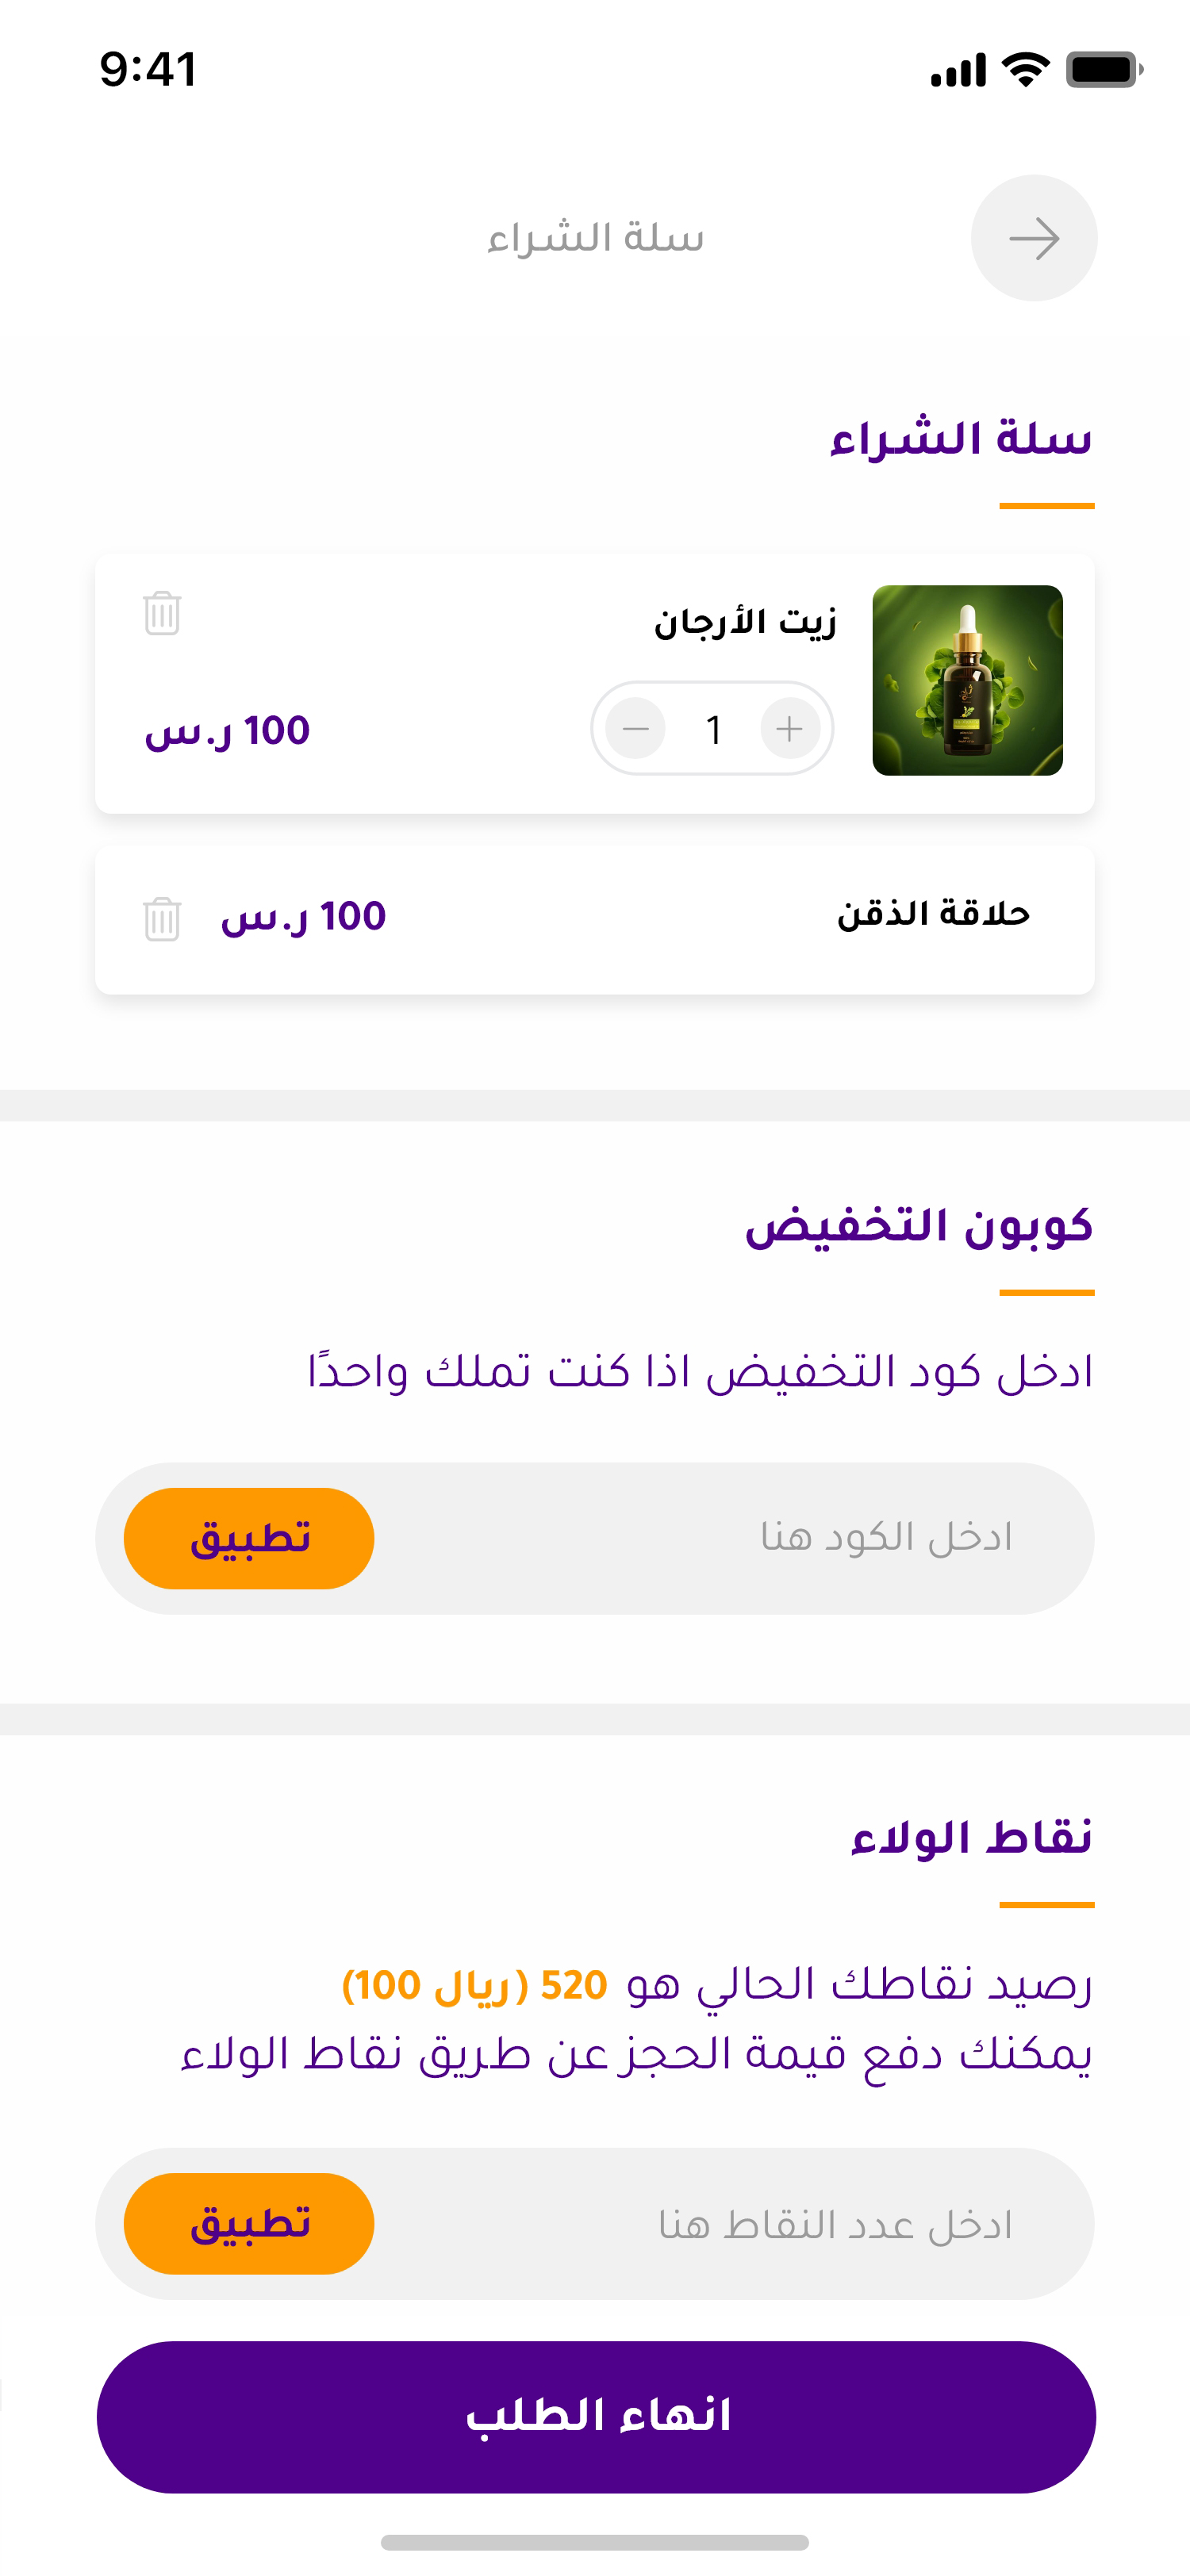 9:41
سلة الشراء
سلة الشراء
زيت الأرجان
1
100 ر.س
حلاقة الذقن
100 ر.س
كوبون التخفيض
ادخل كود التخفيض اذا كنت تملك واحدًا
ادخل الكود هنا
تطبيق
نقاط الولاء
رصيد نقاطك الحالي هو 520 (ريال 100)
يمكنك دفع قيمة الحجز عن طريق نقاط الولاء
ادخل عدد النقاط هنا
تطبيق
انهاء الطلب